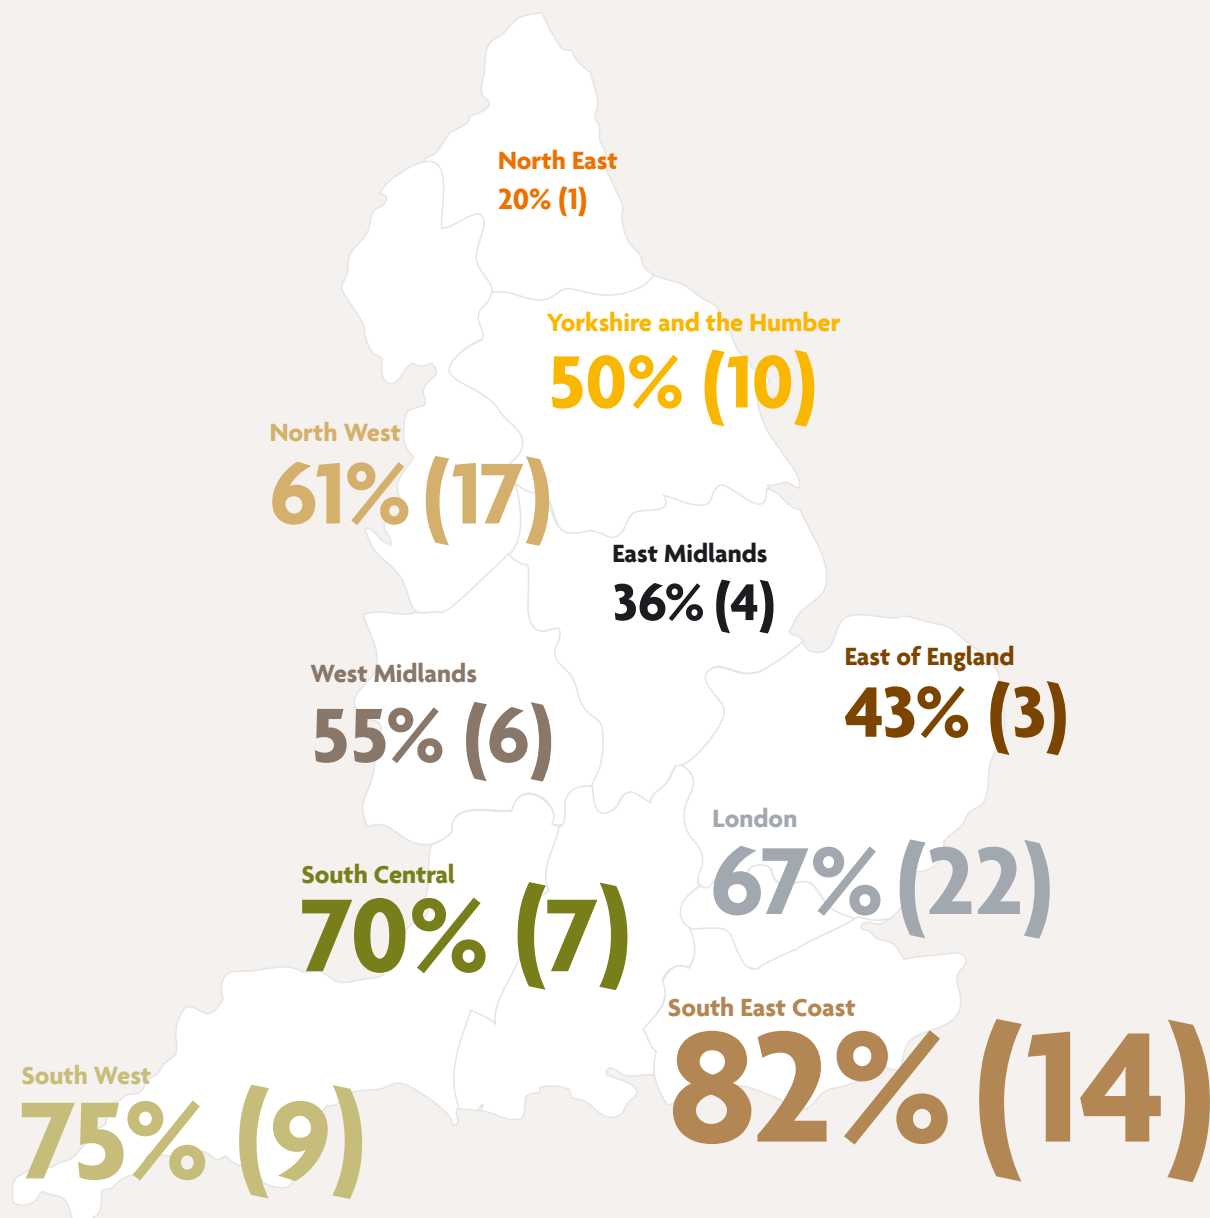 North East
20% (1)
Yorkshire and the Humber
50% (10)
North West
61% (17)
East Midlands
36% (4)
East of England
43% (3)
West Midlands
55% (6)
London
67% (22)
South Central
70% (7)
South East Coast
82% (14)
South West
75% (9)